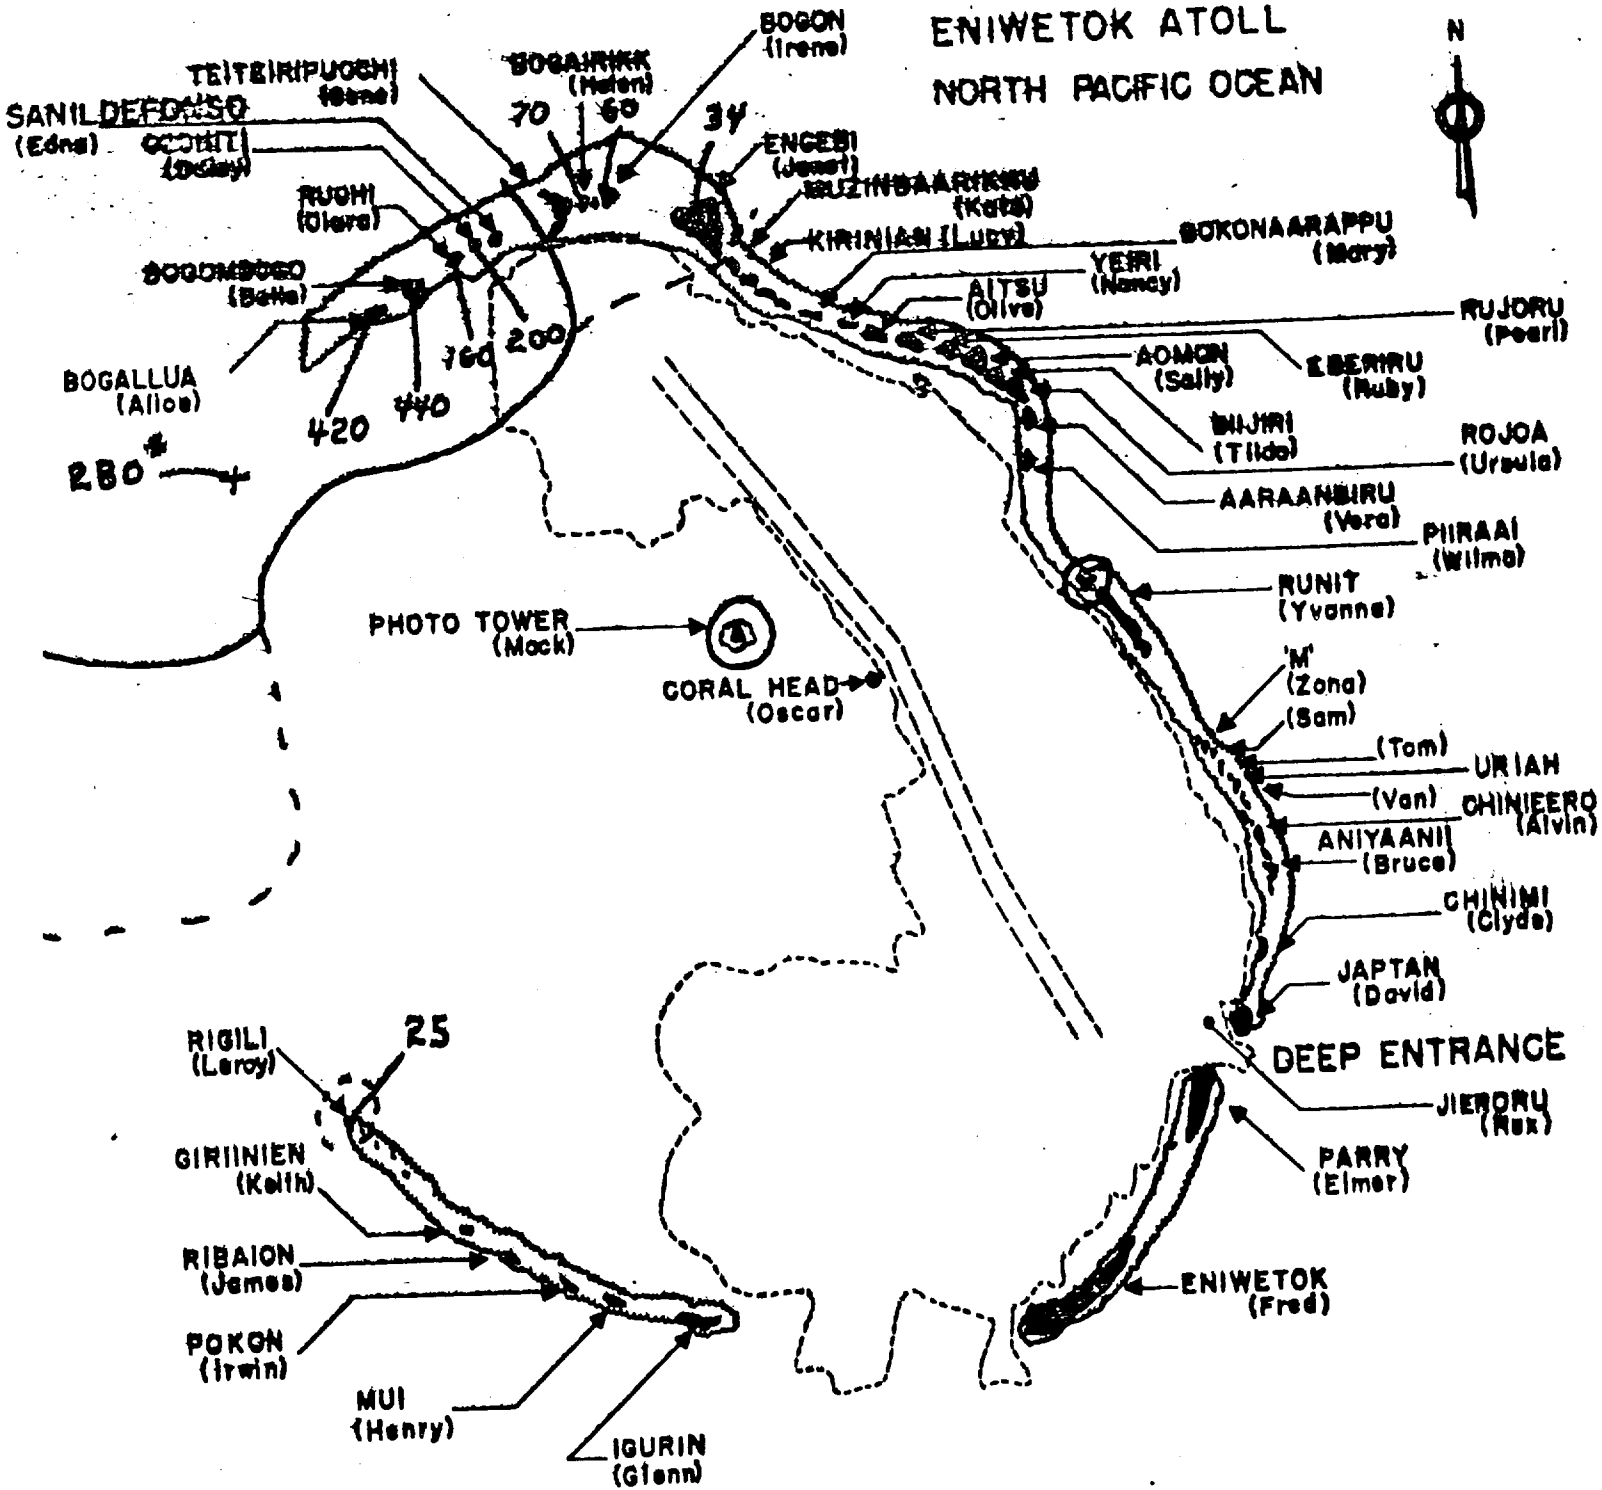 ENIWETOK ATOLL
NORTH PACIFIC OCEAN
N
BOGON
(Irene)
BOGAIRIKK
(Helen)
TEITEIRIPUCCHI
(Gene)
SANILDEFONSO
(Edna)
(Daisy)
70
60
34
ENGEBI
(Janet)
MUZINBAARIKKU
(Kate)
KIRINIAN (Lucy)
BOKONAARAPPU
(Mary)
YEIRI
(Nancy)
AITSU
(Olive)
RUJORU
(Pearl)
EBERIRU
(Ruby)
AOMON
(Sally)
BIIJIRI
(Tilda)
ROJOA
(Ursula)
AARAANBIRU
(Vera)
PIIRAAI
(Wilma)
RUCHI
(Clara)
BOGOMBOGO
(Belle)
BOGALLUA
(Alice)
420
440
760
200
280*
RUNIT
(Yvonne)
PHOTO TOWER
(Mack)
CORAL HEAD
(Oscar)
'M'
(Zona)
(Sam)
(Tom)
URIAH
(Van)
CHINIEERO
(Alvin)
ANIYAANII
(Bruce)
CHINIMI
(Clyde)
JAPTAN
(David)
DEEP ENTRANCE
JIERORU
(Rex)
PARRY
(Elmer)
ENIWETOK
(Fred)
RIGILI
(Leroy)
25
GIRIINIEN
(Keith)
RIBAION
(James)
POKON
(Irwin)
MUI
(Henry)
IGURIN
(Glenn)